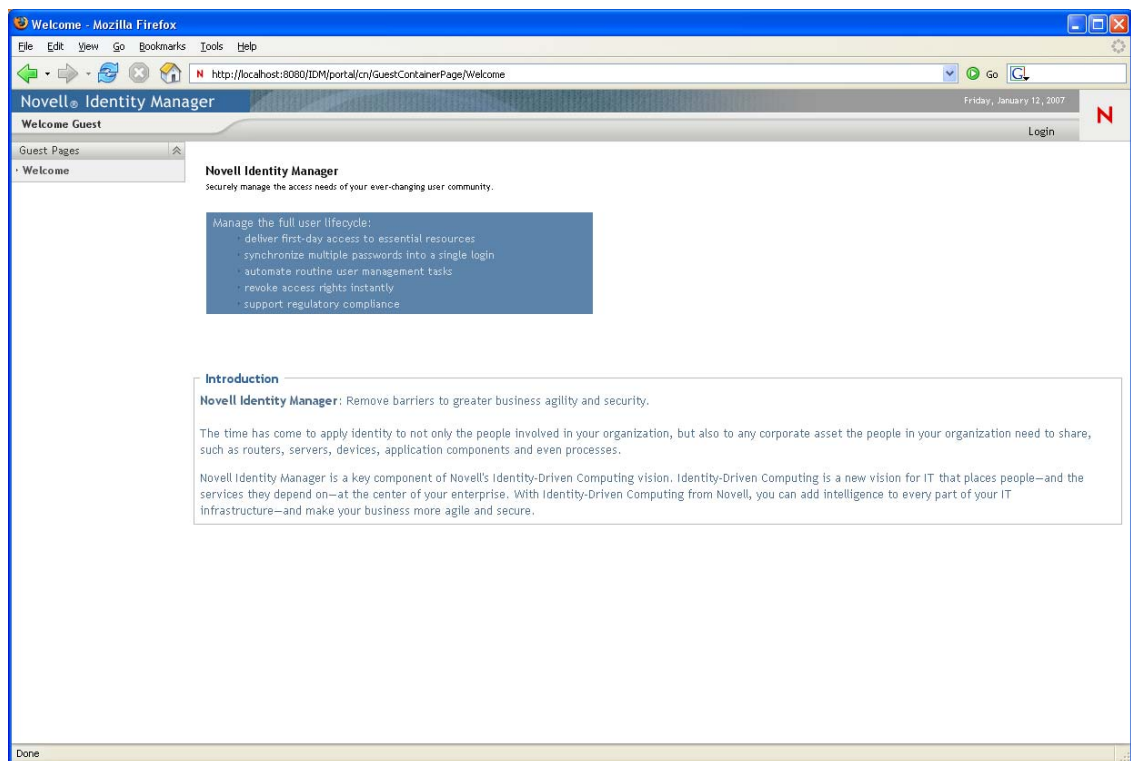 Welcome - Mozilla Firefox
File Edit View Go Bookmarks Tools Help
N http://localhost:8080/IDM/portal/cn/GuestContainerPage/Welcome Go G
Novell® Identity Manager Friday, January 12, 2007
N
Welcome Guest Login
Guest Pages
· Welcome
Novell Identity Manager
Securely manage the access needs of your ever-changing user community.
Manage the full user lifecycle:
· deliver first-day access to essential resources
· synchronize multiple passwords into a single login
· automate routine user management tasks
· revoke access rights instantly
· support regulatory compliance
Introduction
Novell Identity Manager: Remove barriers to greater business agility and security.
The time has come to apply identity to not only the people involved in your organization, but also to any corporate asset the people in your organization need to share,
such as routers, servers, devices, application components and even processes.
Novell Identity Manager is a key component of Novell's Identity-Driven Computing vision. Identity-Driven Computing is a new vision for IT that places people—and the
services they depend on—at the center of your enterprise. With Identity-Driven Computing from Novell, you can add intelligence to every part of your IT
infrastructure—and make your business more agile and secure.
Done